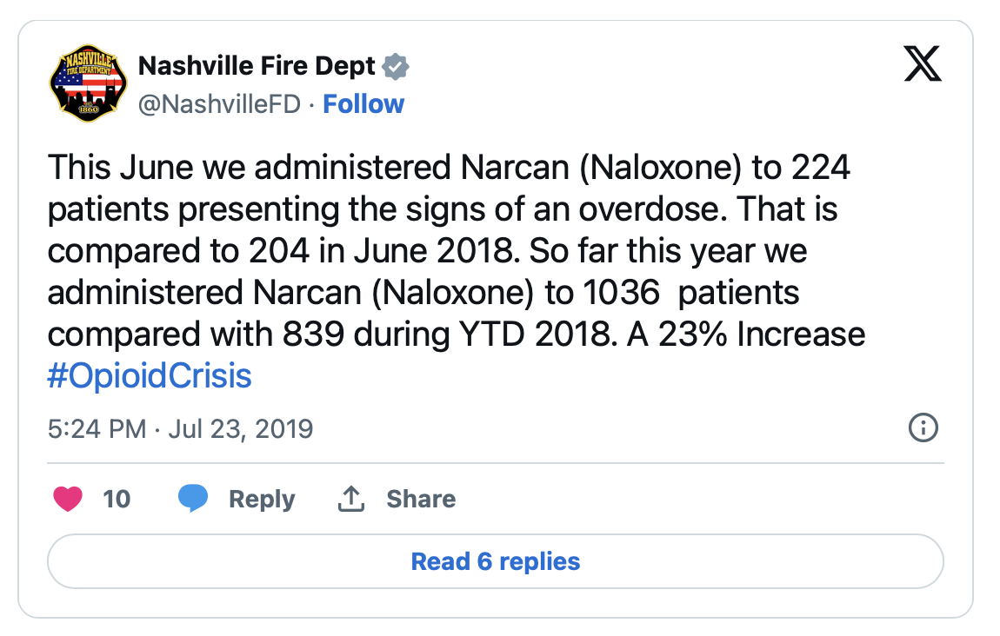 NASHVILLE
FIRE DEPARTMENT
1860
Nashville Fire Dept
@NashvilleFD · Follow
This June we administered Narcan (Naloxone) to 224
patients presenting the signs of an overdose. That is
compared to 204 in June 2018. So far this year we
administered Narcan (Naloxone) to 1036  patients
compared with 839 during YTD 2018. A 23% Increase
#OpioidCrisis
5:24 PM · Jul 23, 2019
10 Reply Share
Read 6 replies